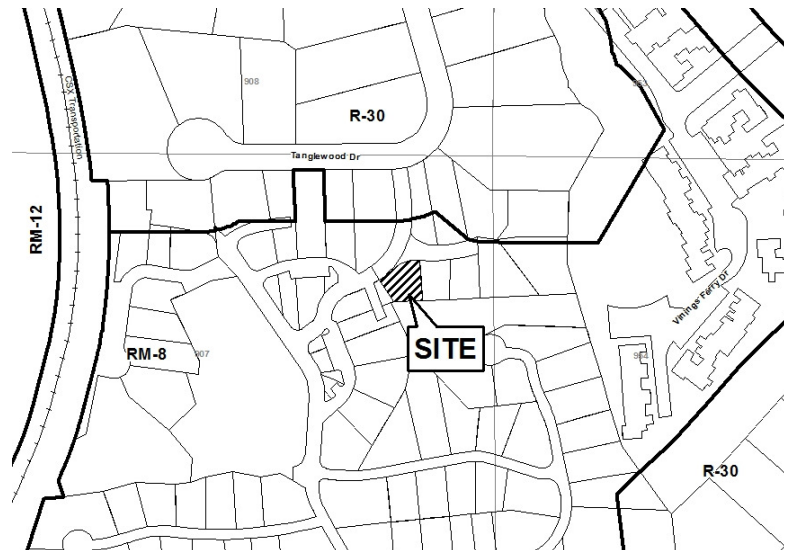 CSX Transportation
908
R-30
Tanglewood Dr
RM-12
Vinings Ferry Dr
SITE
RM-8
907
R-30